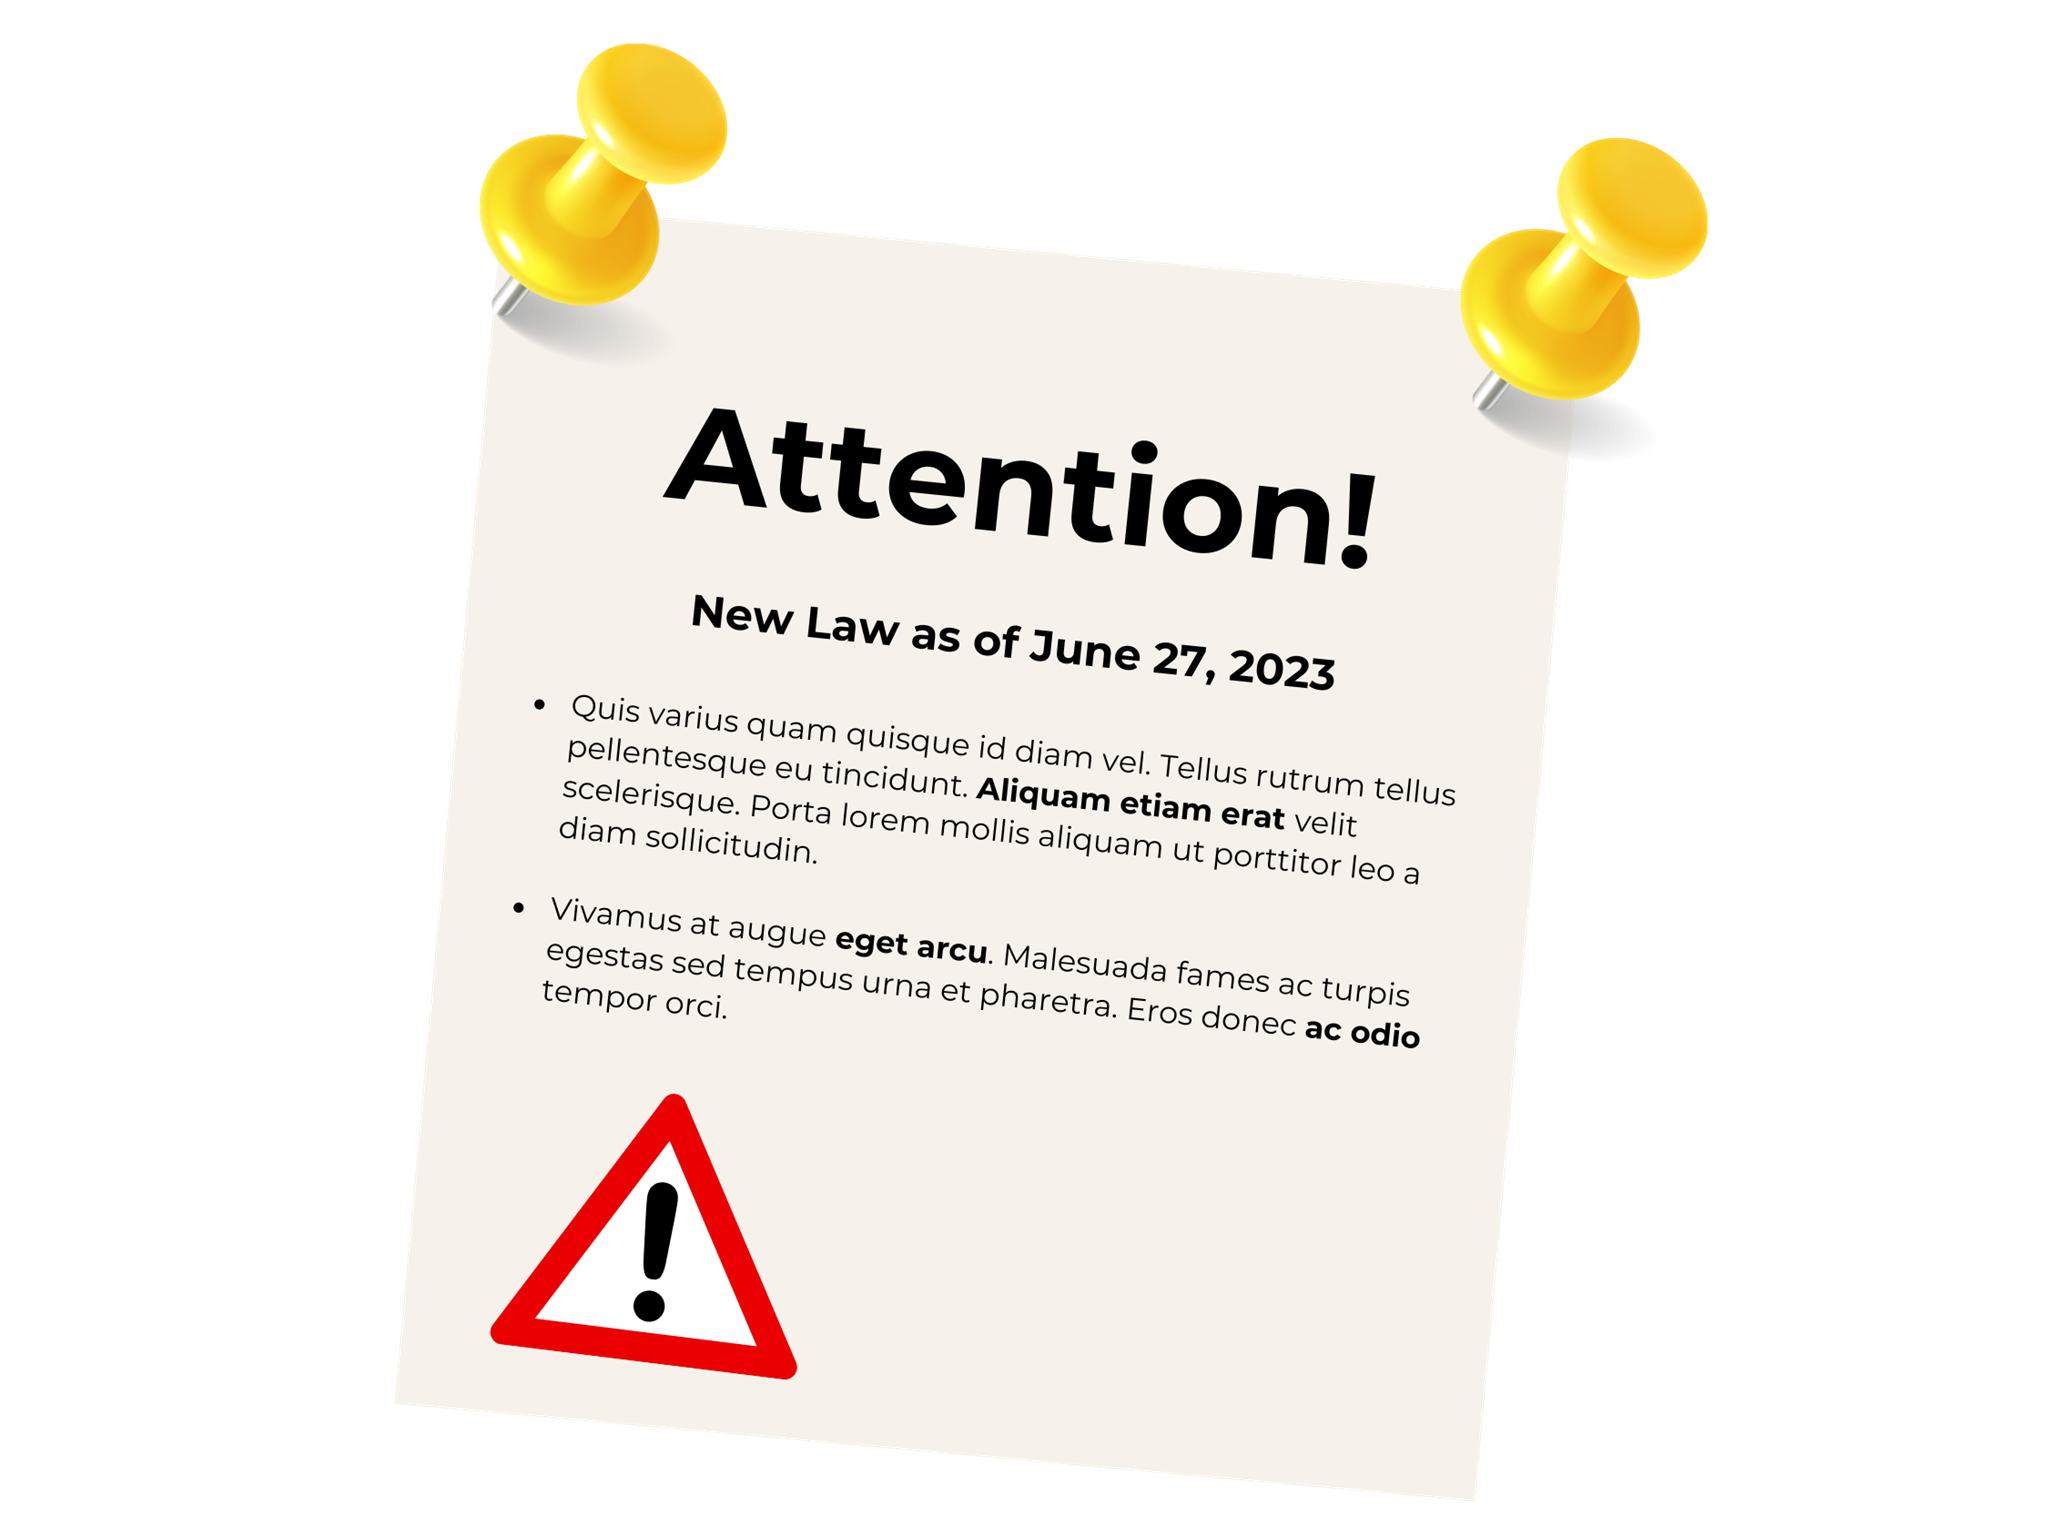 Attention!
New Law as of June 27, 2023
• Quis varius quam quisque id diam vel. Tellus rutrum tellus
pellentesque eu tincidunt. Aliquam etiam erat velit
scelerisque. Porta lorem mollis aliquam ut porttitor leo a
diam sollicitudin.
• Vivamus at augue eget arcu. Malesuada fames ac turpis
egestas sed tempus urna et pharetra. Eros donec ac odio
tempor orci.
!